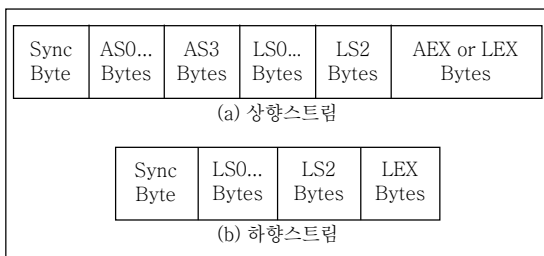 Sync Byte
AS0... Bytes
AS3 Bytes
LS0... Bytes
LS2 Bytes
AEX or LEX Bytes
(a) 상향스트림
Sync Byte
LS0... Bytes
LS2 Bytes
LEX Bytes
(b) 하향스트림